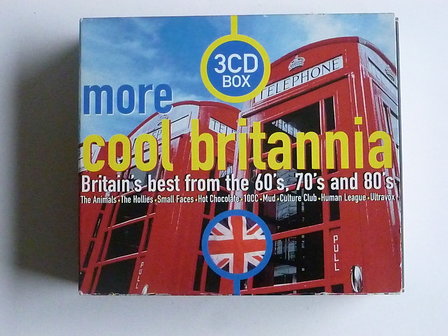 3CD
BOX
TELEPHONE
TELEPHONE
more
cool britannia
Britain's best from the 60's, 70's and 80's
The Animals • The Hollies • Small Faces • Hot Chocolate • 10CC • Mud • Culture Club • Human League • Ultravox
PULL
PULL